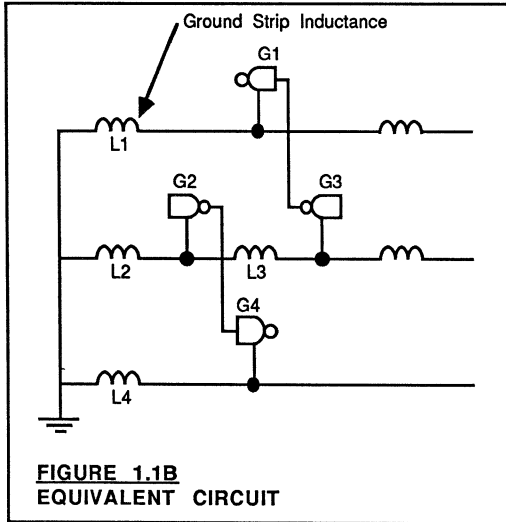 Ground Strip Inductance
G1
L1
G2
G3
L2
L3
G4
L4
FIGURE 1.1B
EQUIVALENT CIRCUIT